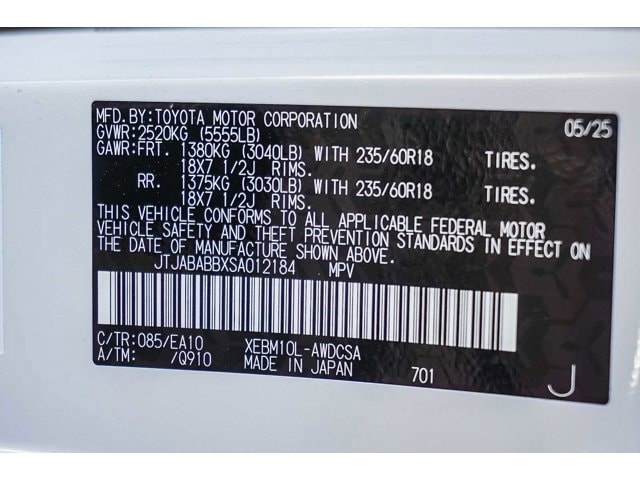 MFD.BY:TOYOTA MOTOR CORPORATION 05/25
GVWR:2520KG (5555LB)
GAWR:FRT. 1380KG (3040LB) WITH 235/60R18 TIRES.
18X7 1/2J RIMS.
RR. 1375KG (3030LB) WITH 235/60R18 TIRES.
18X7 1/2J RIMS.
THIS VEHICLE CONFORMS TO ALL APPLICABLE FEDERAL MOTOR
VEHICLE SAFETY AND THEFT PREVENTION STANDARDS IN EFFECT ON
THE DATE OF MANUFACTURE SHOWN ABOVE.
JTJABABBXSA012184 MPV
C/TR:085/EA10 XEBM10L-AWDCSA
A/TM: /Q910 MADE IN JAPAN 701 J